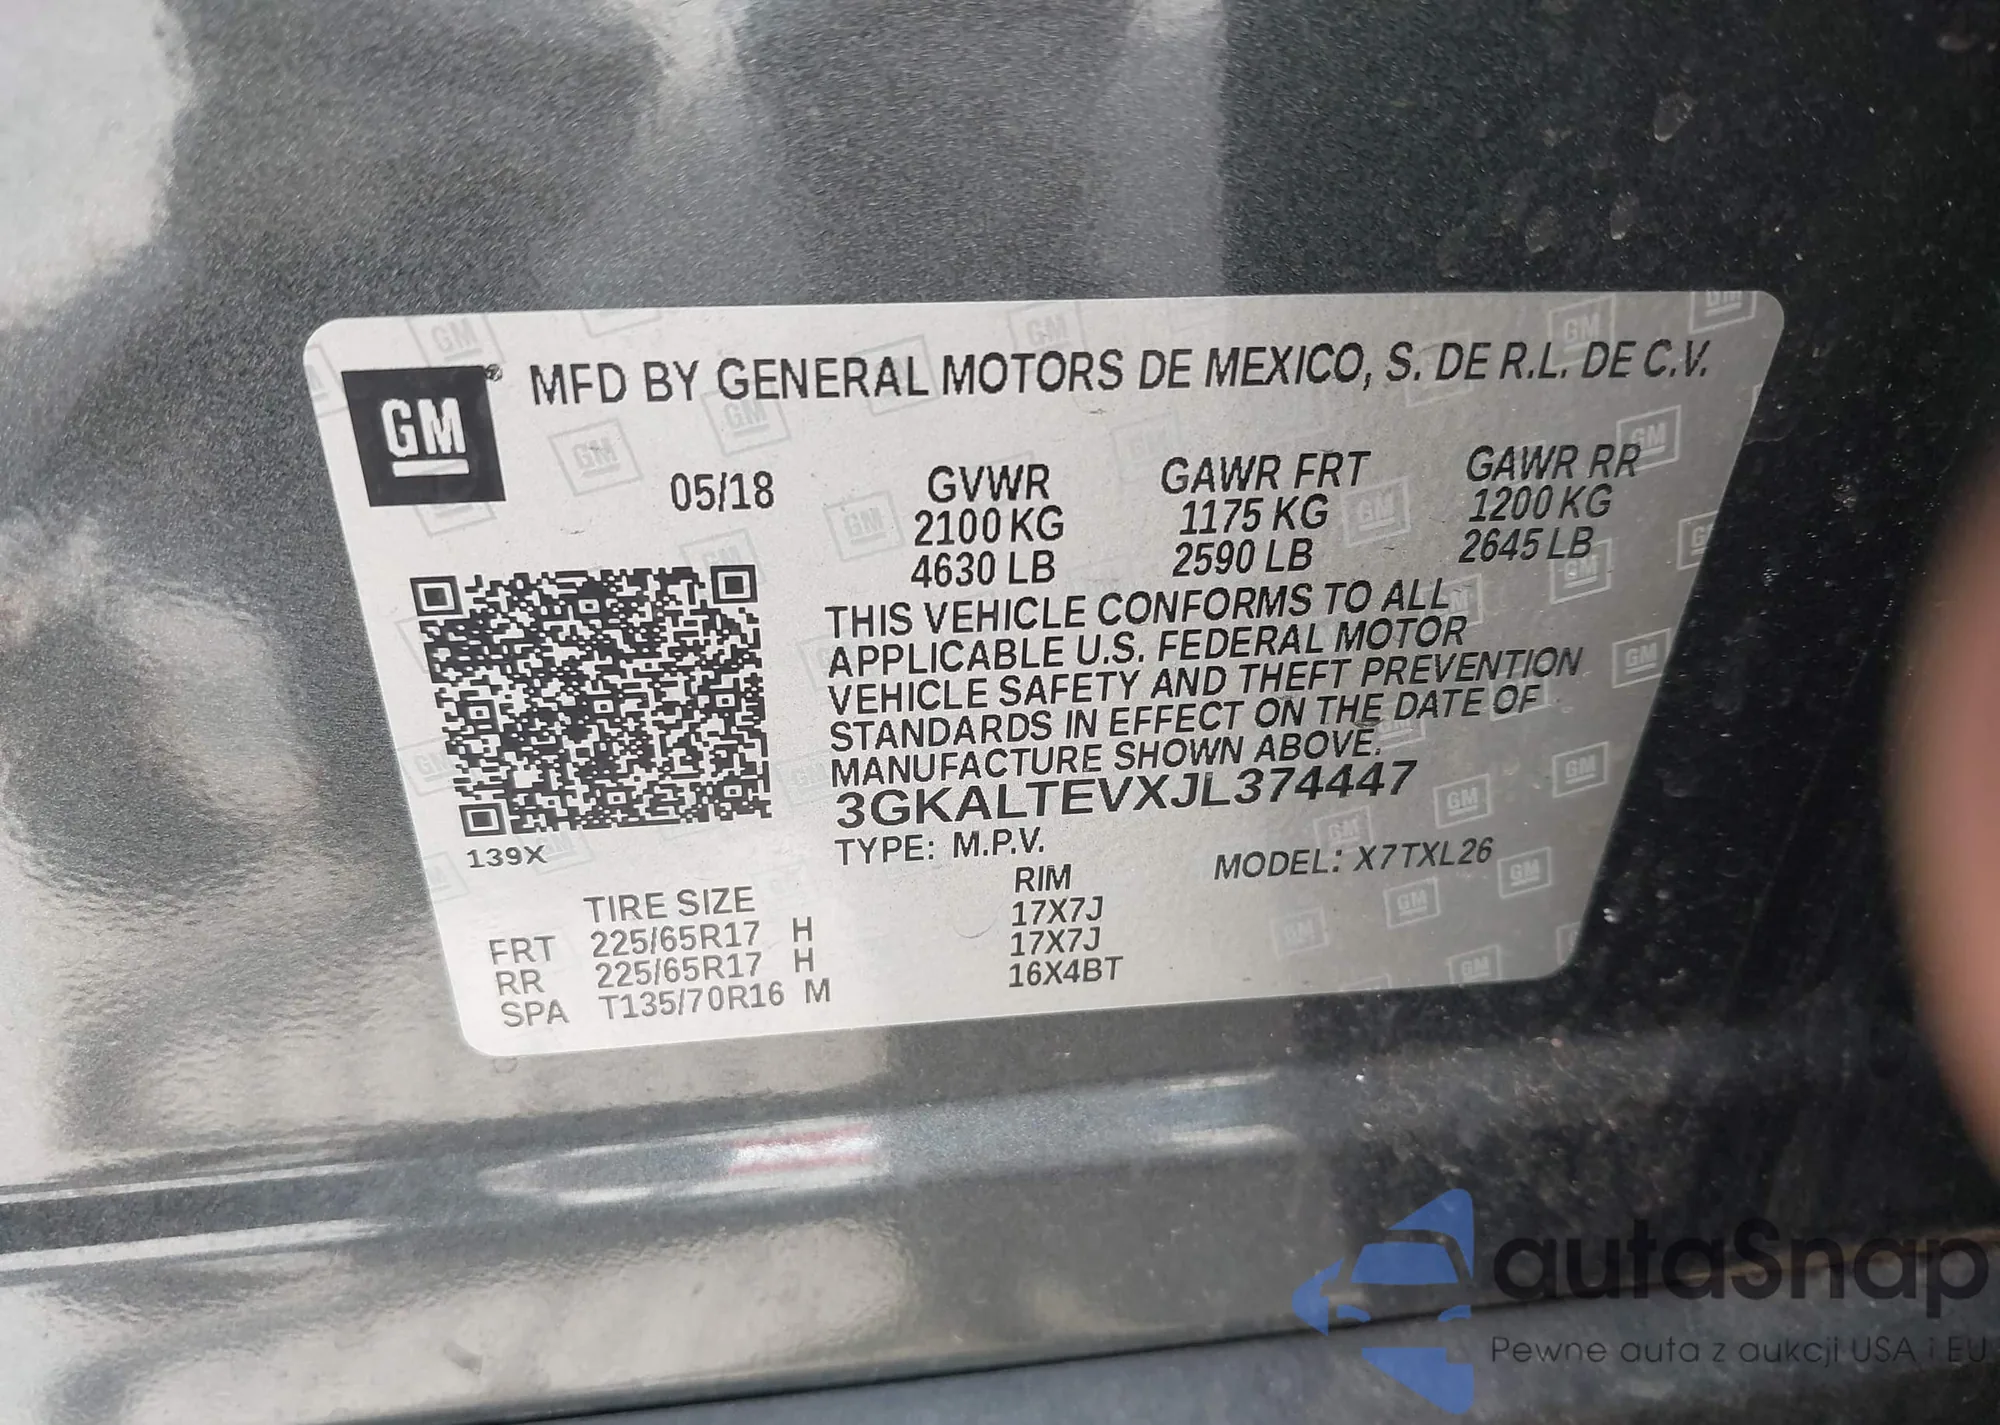 GM® MFD BY GENERAL MOTORS DE MEXICO, S. DE R.L. DE C.V.
05/18 GVWR GAWR FRT GAWR RR
2100 KG 1175 KG 1200 KG
4630 LB 2590 LB 2645 LB
THIS VEHICLE CONFORMS TO ALL
APPLICABLE U.S. FEDERAL MOTOR
VEHICLE SAFETY AND THEFT PREVENTION
STANDARDS IN EFFECT ON THE DATE OF
MANUFACTURE SHOWN ABOVE.
3GKALTEVXJL374447
139X
TYPE: M.P.V. MODEL: X7TXL26
TIRE SIZE RIM
FRT 225/65R17 H 17X7J
RR 225/65R17 H 17X7J
SPA T135/70R16 M 16X4BT
autaSnap
Pewne auta z aukcji USA i EU